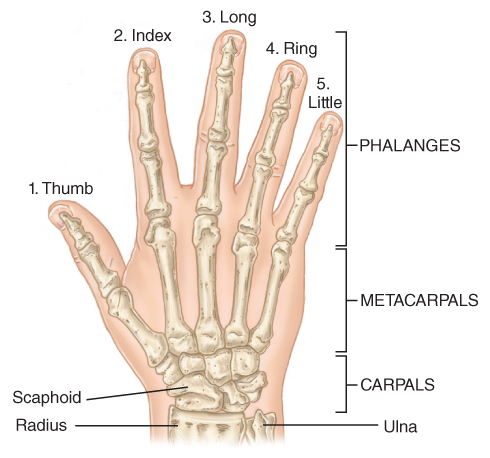 3. Long
2. Index
4. Ring
5.
Little
PHALANGES
1. Thumb
METACARPALS
CARPALS
Scaphoid
Radius
Ulna